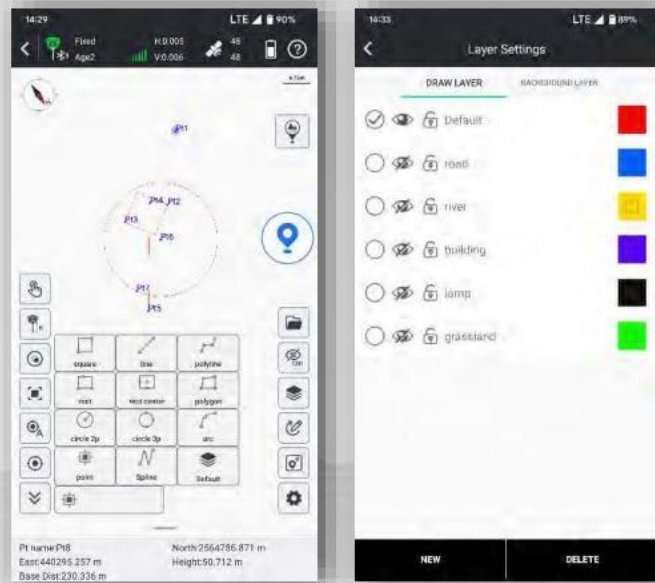 14:29
LTE 90%
Fixed
H:0.005
48
Age2
V:0.006
48
Pt1
Pt4
Pt2
Pt3
Pt6
Pt7
Pt5
square
line
polyline
rect
rect center
polygon
circle 2p
circle 3p
arc
point
Spline
Default
Pt name:Pt8
North:2564786.871 m
East:440295.257 m
Height:50.712 m
Base Dist:230.336 m
14:33
LTE 89%
Layer Settings
DRAW LAYER
BACKGROUND LAYER
Default
road
river
building
lamp
grassland
NEW
DELETE